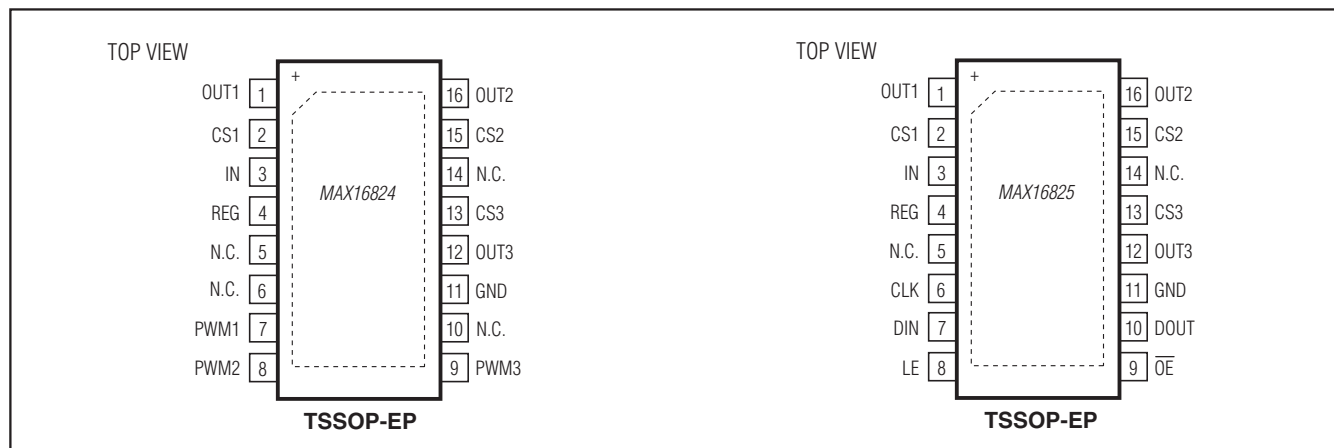 TOP VIEW
+
OUT1 1
CS1 2
IN 3
REG 4
N.C. 5
N.C. 6
PWM1 7
PWM2 8
MAX16824
16 OUT2
15 CS2
14 N.C.
13 CS3
12 OUT3
11 GND
10 N.C.
9 PWM3
TSSOP-EP
TOP VIEW
+
OUT1 1
CS1 2
IN 3
REG 4
N.C. 5
CLK 6
DIN 7
LE 8
MAX16825
16 OUT2
15 CS2
14 N.C.
13 CS3
12 OUT3
11 GND
10 DOUT
9 O̅E̅
TSSOP-EP